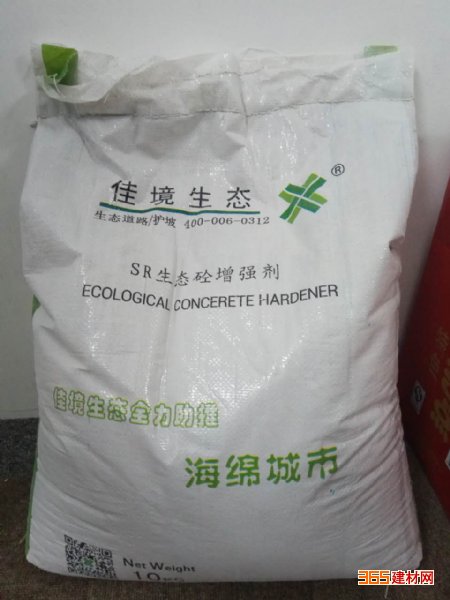 佳境生态 ®
生态道路/护坡 400-006-0312
SR生态砼增强剂
ECOLOGICAL CONCERETE HARDENER
佳境生态全力助推
海绵城市
Net Weight
10KG
365建材网